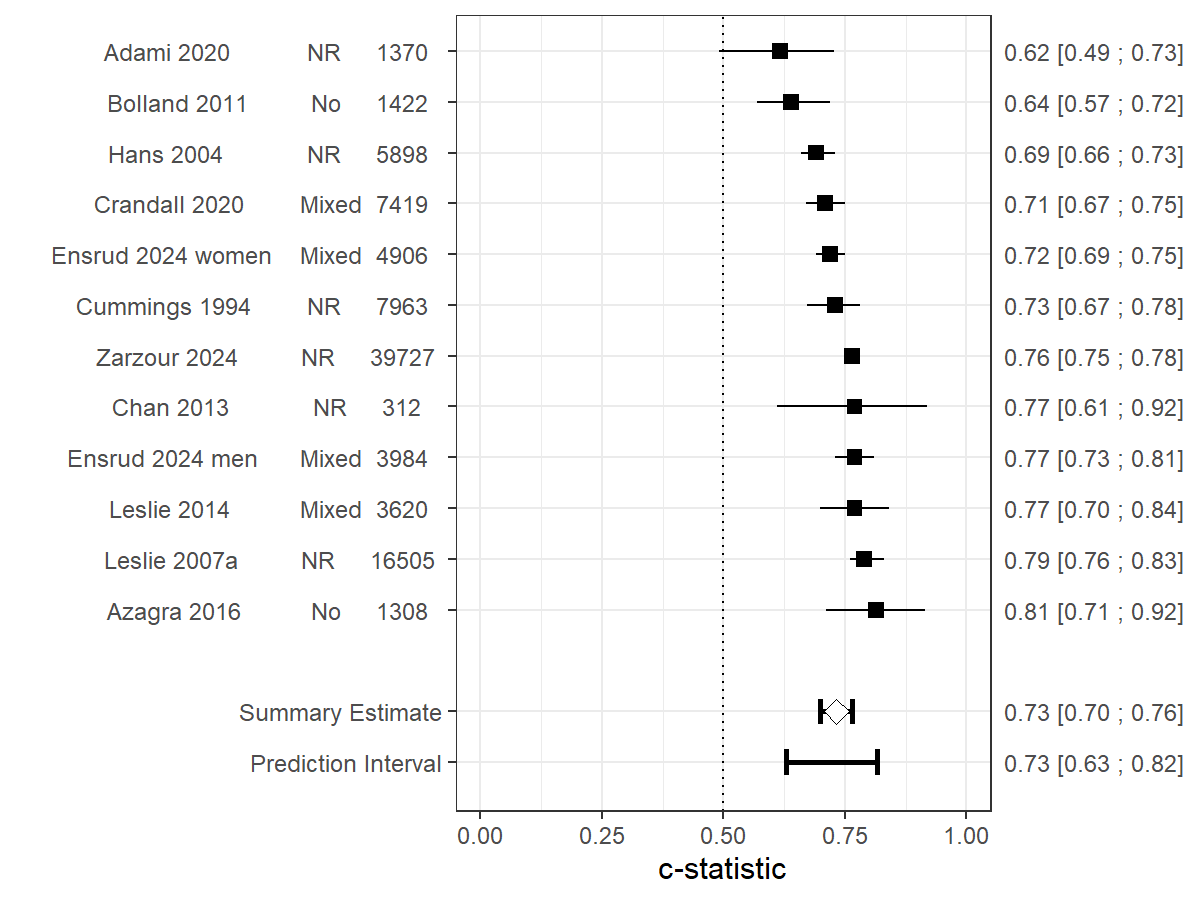 Adami 2020 NR 1370 0.62 [0.49 ; 0.73]
Bolland 2011 No 1422 0.64 [0.57 ; 0.72]
Hans 2004 NR 5898 0.69 [0.66 ; 0.73]
Crandall 2020 Mixed 7419 0.71 [0.67 ; 0.75]
Ensrud 2024 women Mixed 4906 0.72 [0.69 ; 0.75]
Cummings 1994 NR 7963 0.73 [0.67 ; 0.78]
Zarzour 2024 NR 39727 0.76 [0.75 ; 0.78]
Chan 2013 NR 312 0.77 [0.61 ; 0.92]
Ensrud 2024 men Mixed 3984 0.77 [0.73 ; 0.81]
Leslie 2014 Mixed 3620 0.77 [0.70 ; 0.84]
Leslie 2007a NR 16505 0.79 [0.76 ; 0.83]
Azagra 2016 No 1308 0.81 [0.71 ; 0.92]
Summary Estimate 0.73 [0.70 ; 0.76]
Prediction Interval 0.73 [0.63 ; 0.82]
0.00 0.25 0.50 0.75 1.00
c-statistic